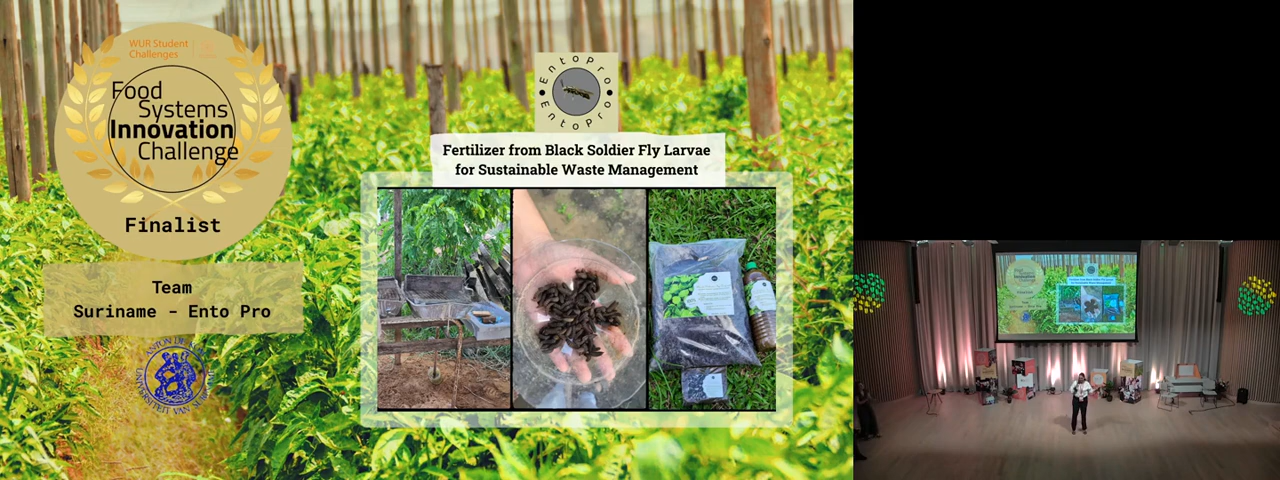 WUR Student
Challenges
Food
Systems
Innovation
Challenge
Finalist
Team
Suriname - Ento Pro
EntoPro
EntoPro
Fertilizer from Black Soldier Fly Larvae
for Sustainable Waste Management